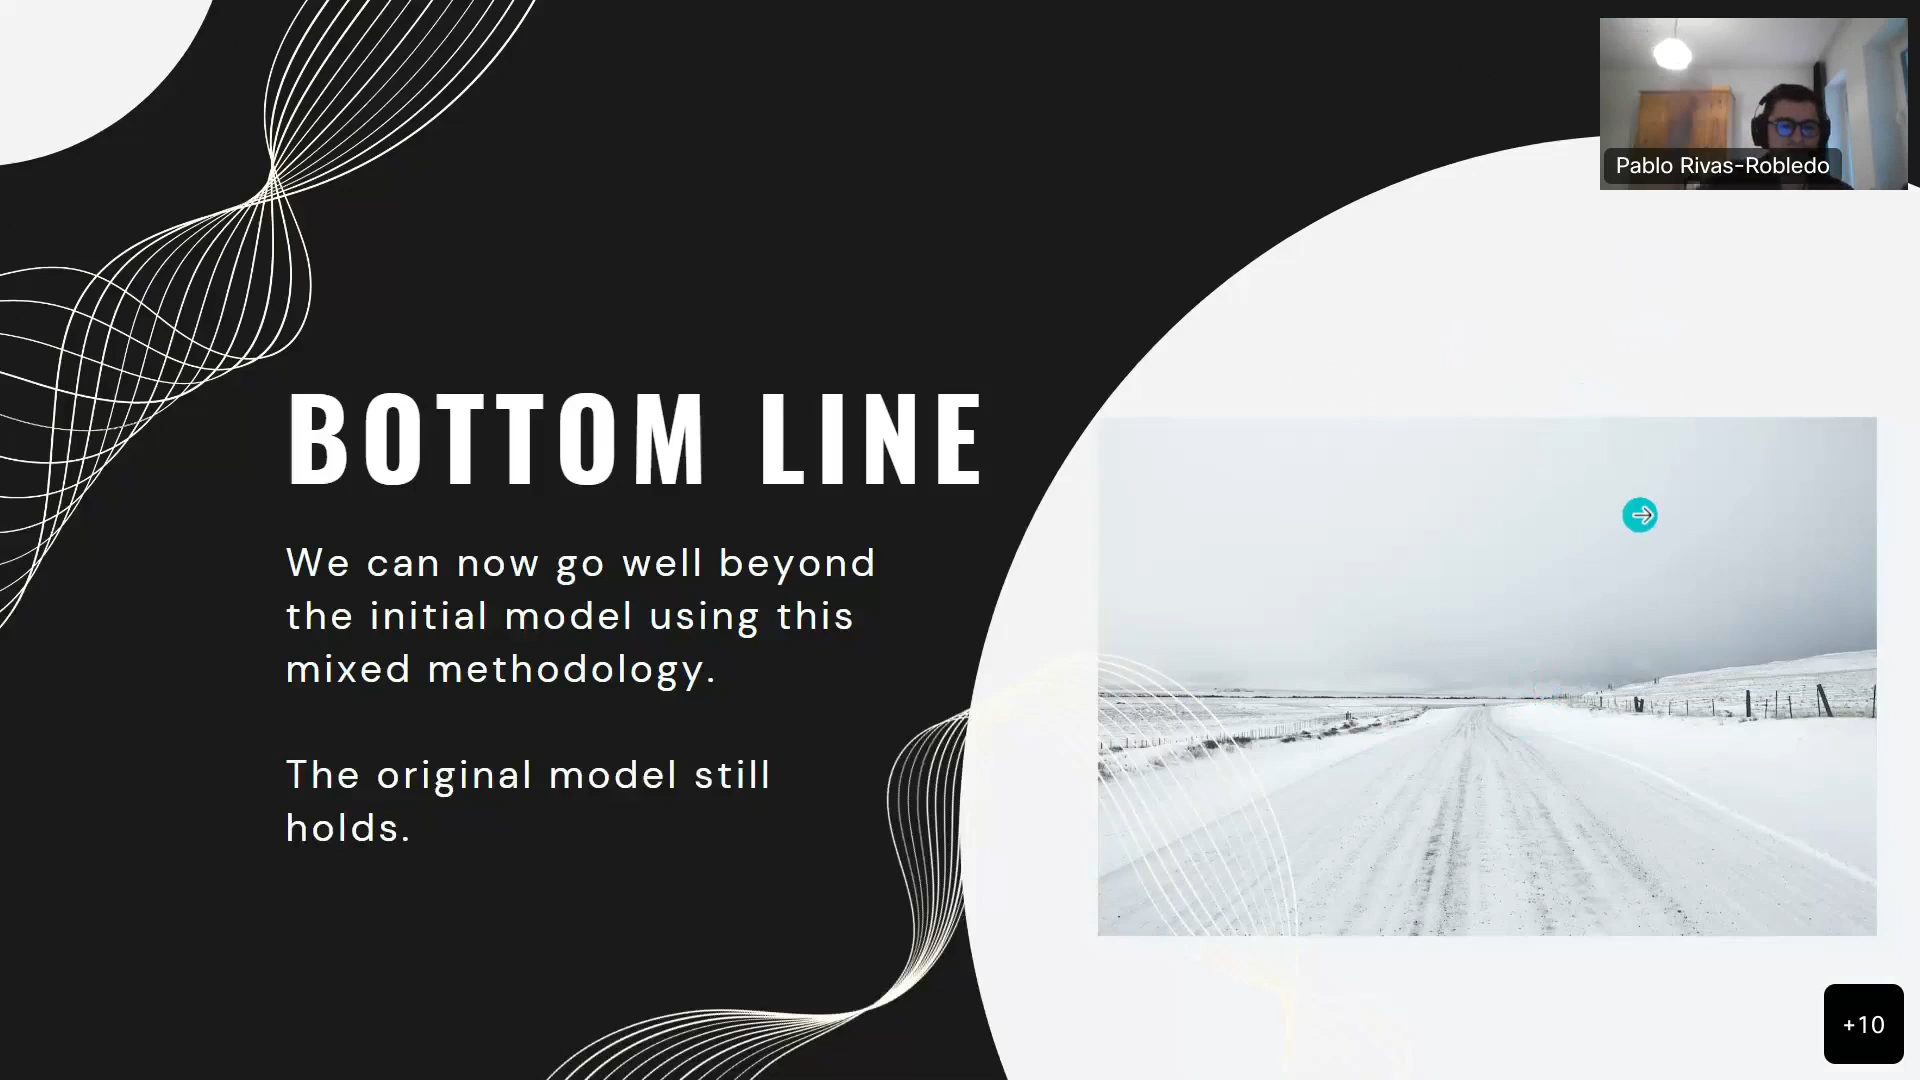 Pablo Rivas-Robledo
BOTTOM LINE
We can now go well beyond
the initial model using this
mixed methodology.
The original model still
holds.
+10